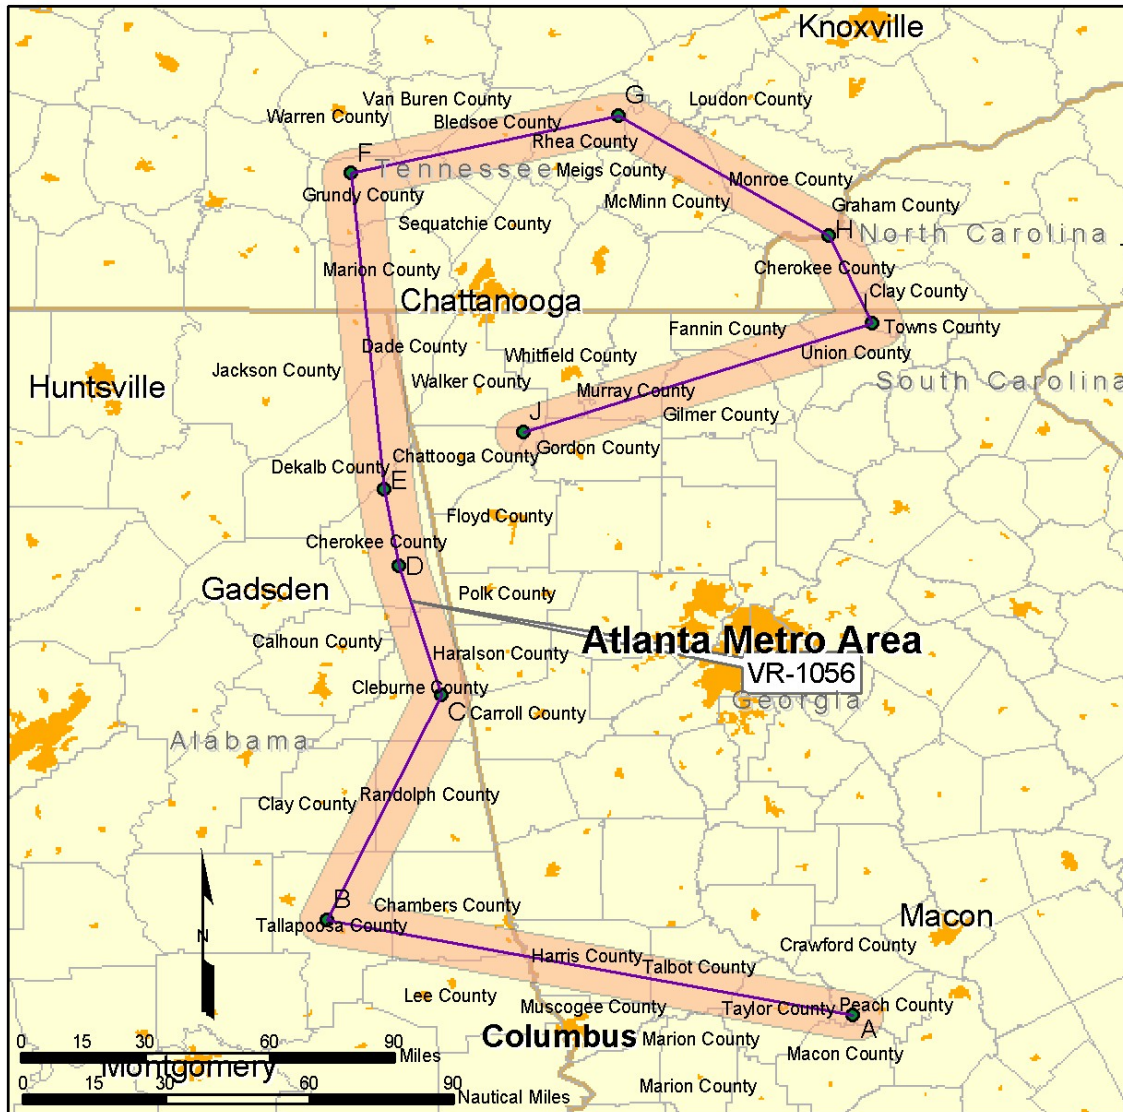 Knoxville
Van Buren County
Loudon County
G
Warren County
Bledsoe County
Rhea County
F
Tennessee
Meigs County
Monroe County
Grundy County
McMinn County
Graham County
Sequatchie County
H
North Carolina
Marion County
Cherokee County
Chattanooga
Clay County
I
Fannin County
Towns County
Dade County
Whitfield County
Union County
Jackson County
Walker County
Huntsville
Murray County
South Carolina
J
Gilmer County
Gordon County
Chattooga County
Dekalb County
E
Floyd County
Cherokee County
D
Gadsden
Polk County
Calhoun County
Atlanta Metro Area
Haralson County
VR-1056
Cleburne County
Georgia
C
Carroll County
Alabama
Randolph County
Clay County
B
Chambers County
Macon
Tallapoosa County
N
Crawford County
Harris County
Talbot County
Lee County
Muscogee County
Taylor County
Peach County
A
Columbus
Marion County
Macon County
0 15 30 60 90
Miles
Montgomery
Marion County
0 15 30 60 90
Nautical Miles